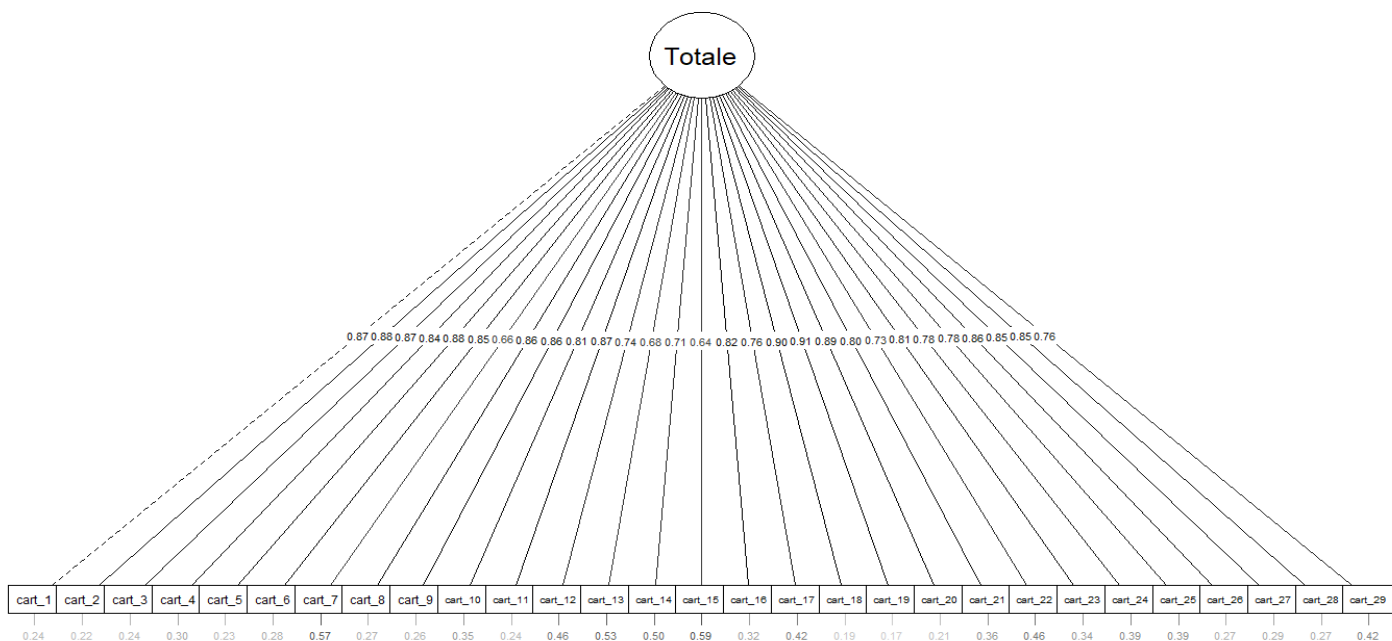 Totale
0.87 0.88 0.87 0.84 0.88 0.85 0.66 0.86 0.86 0.81 0.87 0.74 0.68 0.71 0.64 0.82 0.76 0.90 0.91 0.89 0.80 0.73 0.81 0.78 0.78 0.86 0.85 0.85 0.76
cart_1 cart_2 cart_3 cart_4 cart_5 cart_6 cart_7 cart_8 cart_9 cart_10 cart_11 cart_12 cart_13 cart_14 cart_15 cart_16 cart_17 cart_18 cart_19 cart_20 cart_21 cart_22 cart_23 cart_24 cart_25 cart_26 cart_27 cart_28 cart_29
0.24 0.22 0.24 0.30 0.23 0.28 0.57 0.27 0.26 0.35 0.24 0.46 0.53 0.50 0.59 0.32 0.42 0.19 0.17 0.21 0.36 0.46 0.34 0.39 0.39 0.27 0.29 0.27 0.42